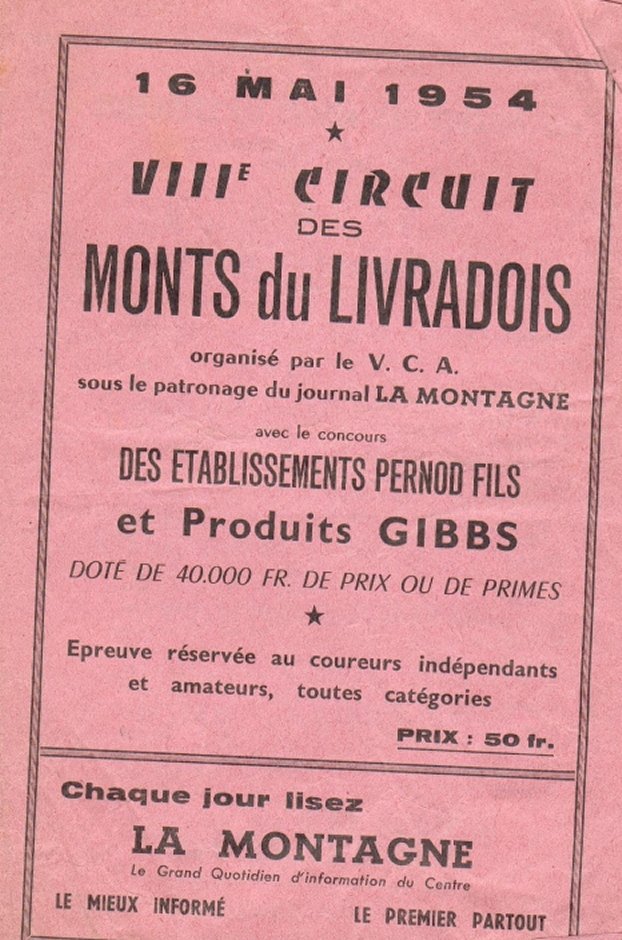 16 MAI 1954
VIIIE CIRCUIT
DES
MONTS du LIVRADOIS
organisé par le V. C. A.
sous le patronage du journal LA MONTAGNE
avec le concours
DES ETABLISSEMENTS PERNOD FILS
et Produits GIBBS
DOTÉ DE 40.000 FR. DE PRIX OU DE PRIMES
Epreuve réservée au coureurs indépendants
et amateurs, toutes catégories
PRIX : 50 fr.
Chaque jour lisez
LA MONTAGNE
Le Grand Quotidien d'information du Centre
LE MIEUX INFORMÉ
LE PREMIER PARTOUT